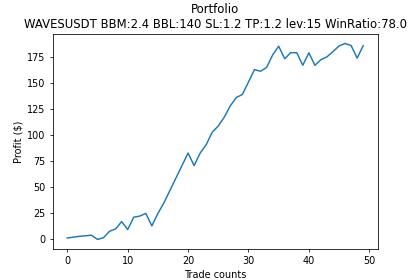 Portfolio
WAVESUSDT BBM:2.4 BBL:140 SL:1.2 TP:1.2 lev:15 WinRatio:78.0
175
150
125
100
75
50
25
0
Profit ($)
0 10 20 30 40 50
Trade counts